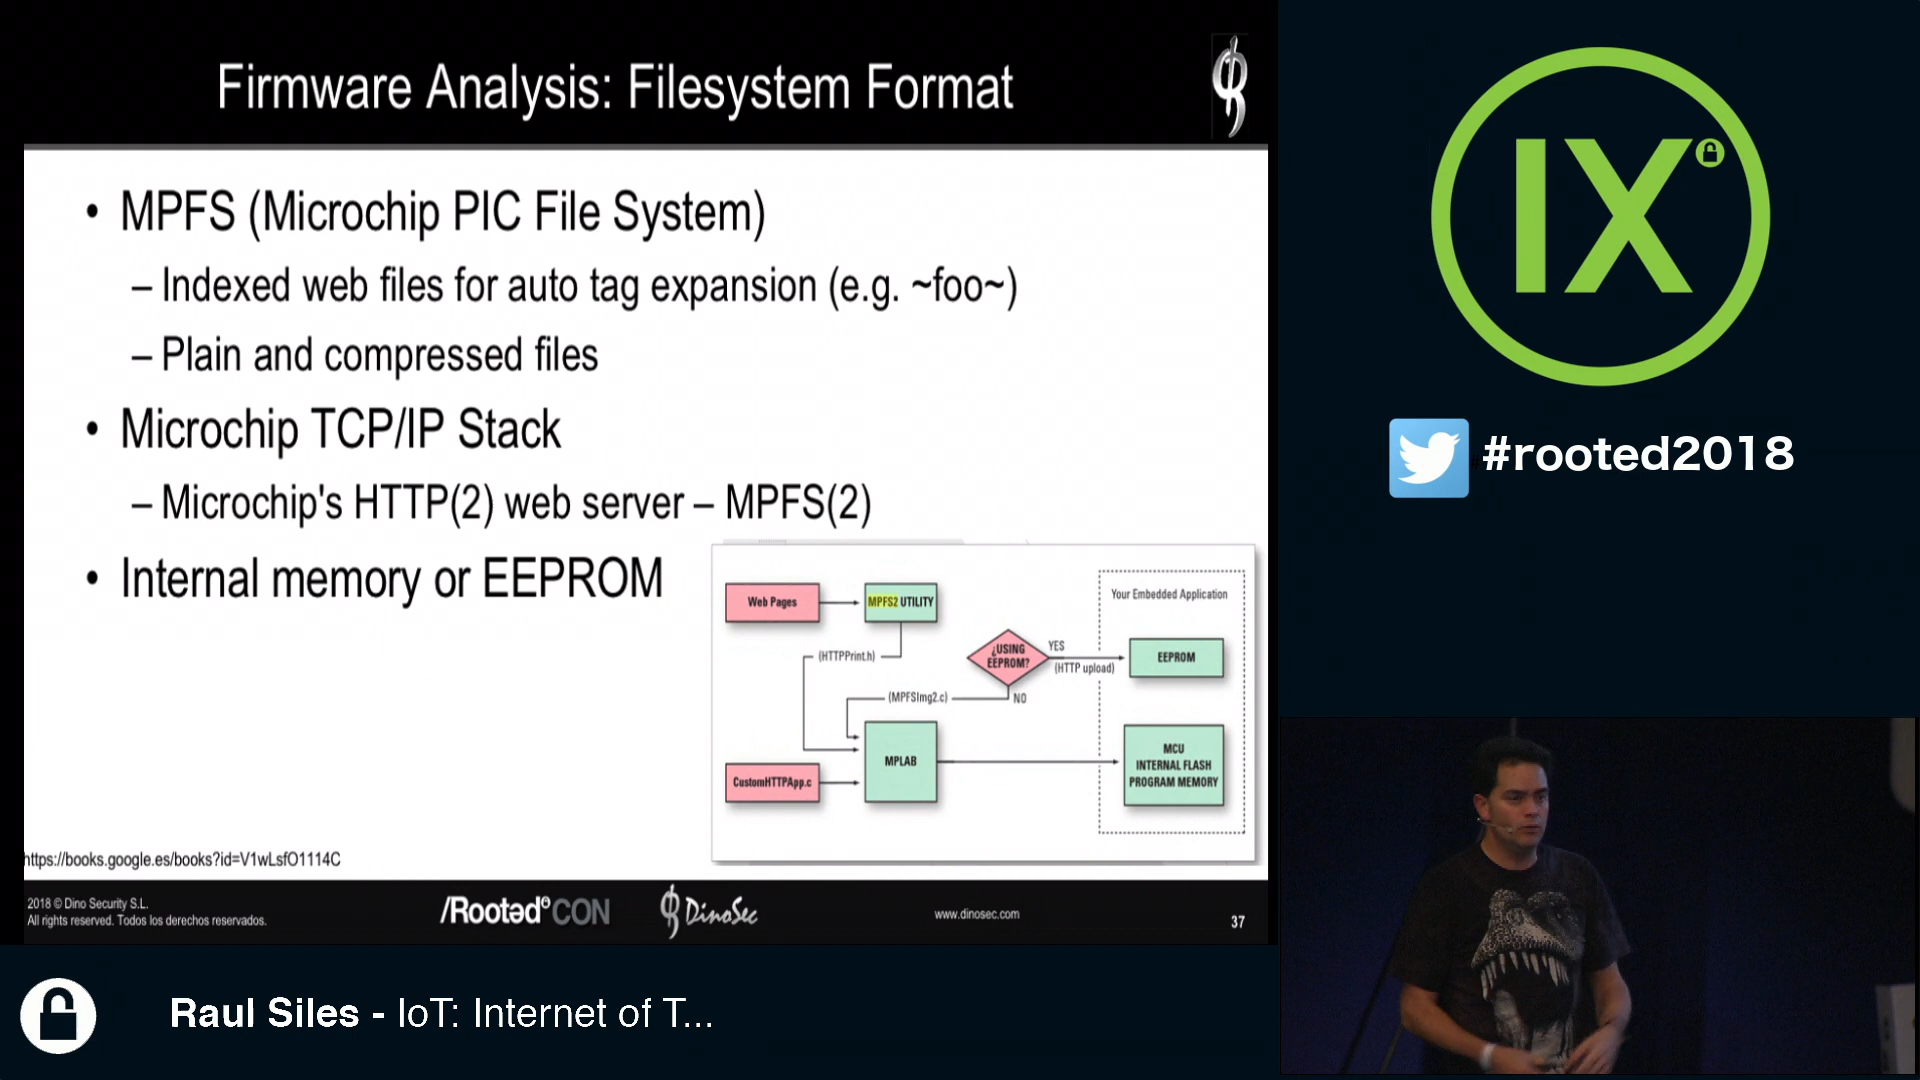 Firmware Analysis: Filesystem Format
• MPFS (Microchip PIC File System)
– Indexed web files for auto tag expansion (e.g. ~foo~)
– Plain and compressed files
• Microchip TCP/IP Stack
– Microchip's HTTP(2) web server – MPFS(2)
• Internal memory or EEPROM
Web Pages
MPFS2 UTILITY
Your Embedded Application
(HTTPPrint.h)
¿USING
EEPROM?
YES
(HTTP upload)
EEPROM
(MPFSImg2.c)
NO
MPLAB
MCU
INTERNAL FLASH
PROGRAM MEMORY
CustomHTTPApp.c
https://books.google.es/books?id=V1wLsfO1114C
2018 © Dino Security S.L.
All rights reserved. Todos los derechos reservados.
/Rooted CON
DinoSec
www.dinosec.com
37
IX
#rooted2018
Raul Siles - IoT: Internet of T...